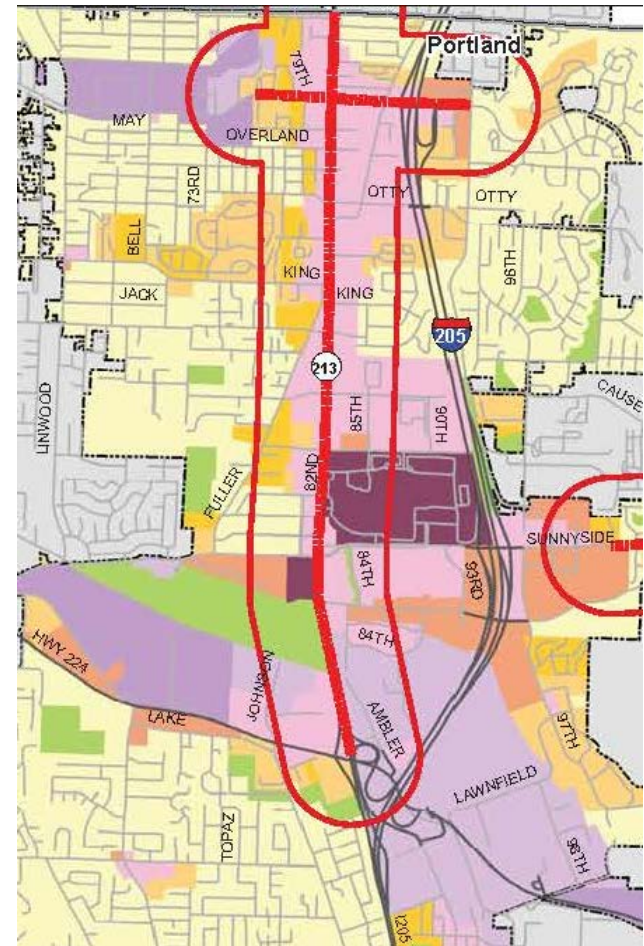 Portland
79TH
MAY
OVERLAND
73RD
OTTY
OTTY
BELL
96TH
KING
KING
JACK
205
213
LINWOOD
85TH
90TH
CAUSE
82ND
FULLER
SUNNYSIDE
84TH
93RD
HWY 224
84TH
JOHNSON
LAKE
AMBLER
97TH
LAWNFIELD
TOPAZ
98TH
I205